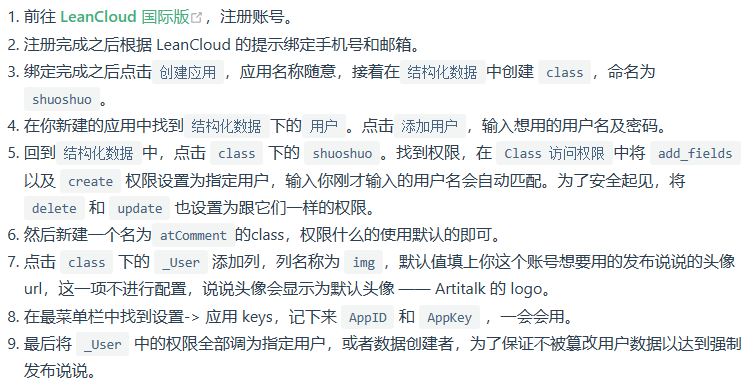 1. 前往 LeanCloud 国际版，注册账号。
2. 注册完成之后根据 LeanCloud 的提示绑定手机号和邮箱。
3. 绑定完成之后点击 创建应用 ，应用名称随意，接着在 结构化数据 中创建 class ，命名为
shuoshuo 。
4. 在你新建的应用中找到 结构化数据 下的 用户 。点击 添加用户 ，输入想用的用户名及密码。
5. 回到 结构化数据 中，点击 class 下的 shuoshuo 。找到权限，在 Class 访问权限 中将 add_fields
以及 create 权限设置为指定用户，输入你刚才输入的用户名会自动匹配。为了安全起见，将
delete 和 update 也设置为跟它们一样的权限。
6. 然后新建一个名为 atComment 的class，权限什么的使用默认的即可。
7. 点击 class 下的 _User 添加列，列名称为 img ，默认值填上你这个账号想要用的发布说说的头像
url，这一项不进行配置，说说头像会显示为默认头像 —— Artitalk 的 logo。
8. 在最菜单栏中找到设置-> 应用 keys，记下来 AppID 和 AppKey ，一会会用。
9. 最后将 _User 中的权限全部调为指定用户，或者数据创建者，为了保证不被篡改用户数据以达到强制
发布说说。